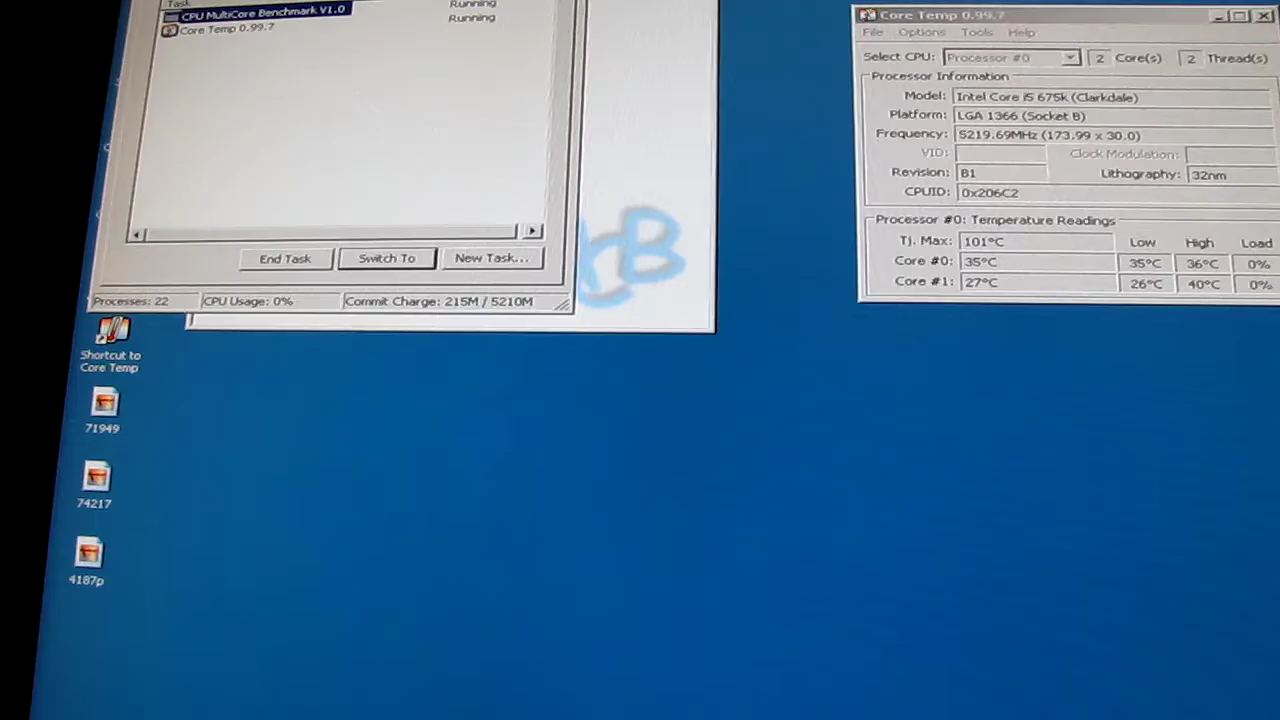 Task
Running
CPU MultiCore Benchmark V1.0
Running
Core Temp 0.99.7
End Task
Switch To
New Task...
Processes: 22
CPU Usage: 0%
Commit Charge: 215M / 5210M
Shortcut to
Core Temp
71949
74217
4187p
Core Temp 0.99.7
File Options Tools Help
Select CPU: Processor #0 2 Core(s) 2 Thread(s)
Processor Information
Model: Intel Core i5 675k (Clarkdale)
Platform: LGA 1366 (Socket B)
Frequency: 5219.69MHz (173.99 x 30.0)
VID: Clock Modulation:
Revision: B1 Lithography: 32nm
CPUID: 0x206C2
Processor #0: Temperature Readings
Tj. Max: 101°C Low High Load
Core #0: 35°C 35°C 36°C 0%
Core #1: 27°C 26°C 40°C 0%